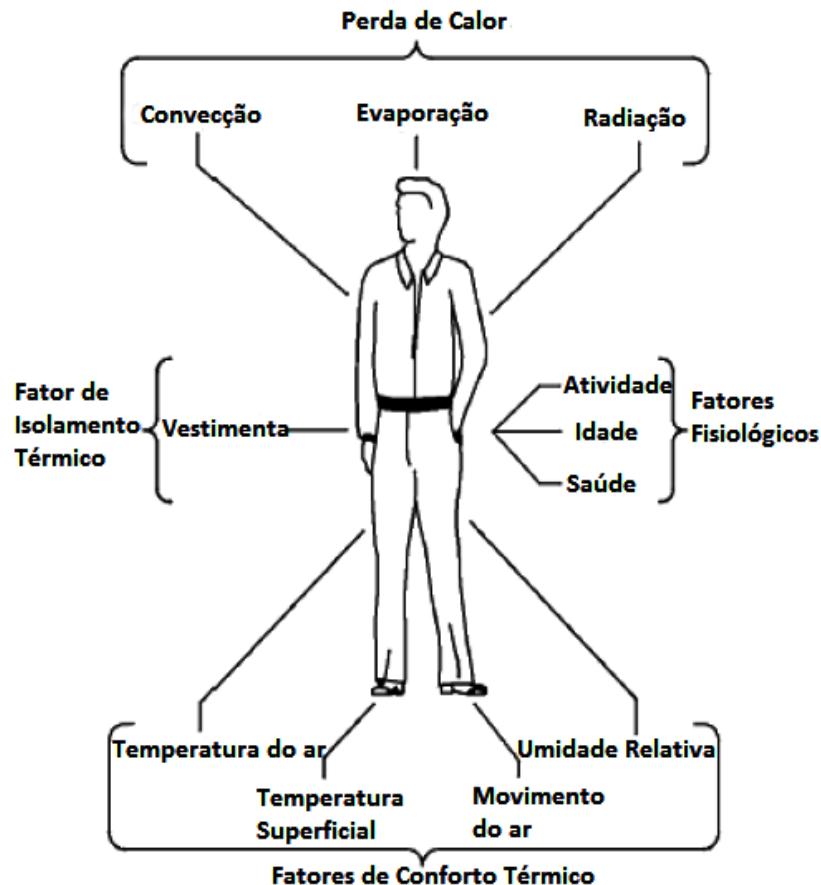 Perda de Calor
Convecção
Evaporação
Radiação
Fator de
Isolamento
Térmico
Vestimenta
Atividade
Idade
Saúde
Fatores
Fisiológicos
Temperatura do ar
Temperatura
Superficial
Movimento
do ar
Umidade Relativa
Fatores de Conforto Térmico